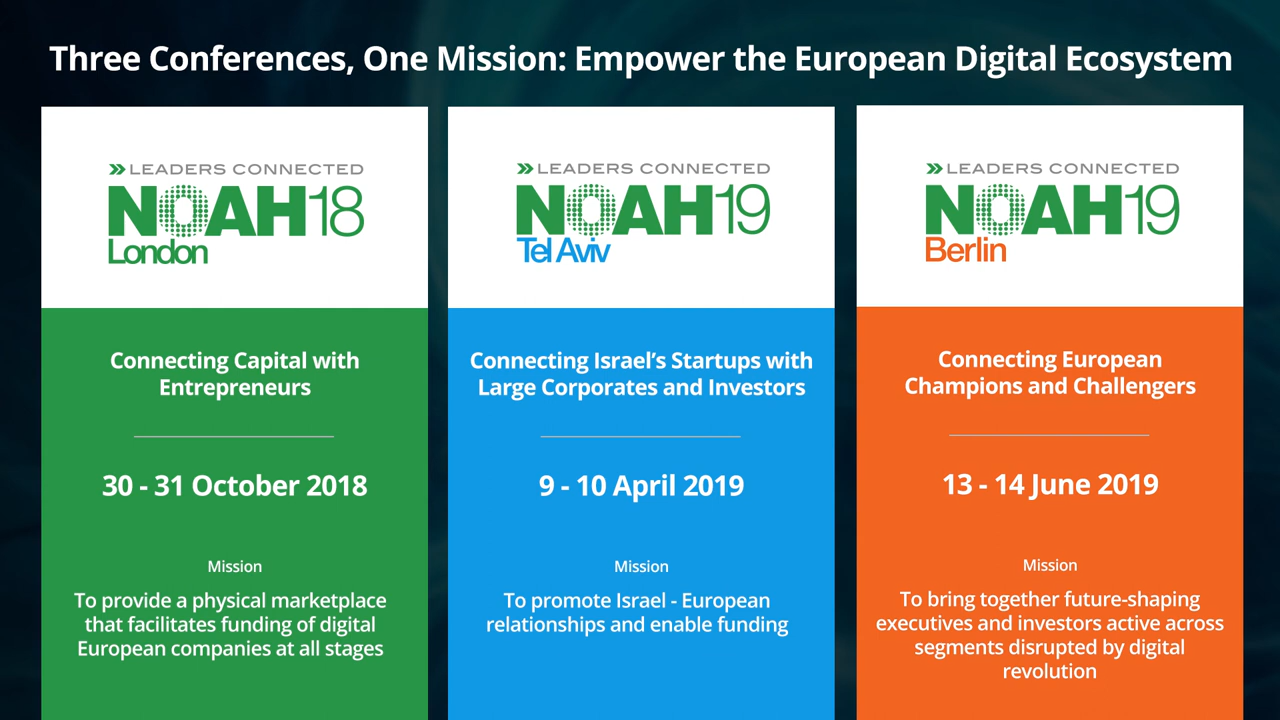 Three Conferences, One Mission: Empower the European Digital Ecosystem
LEADERS CONNECTED
NOAH18
London
Connecting Capital with
Entrepreneurs
30 - 31 October 2018
Mission
To provide a physical marketplace
that facilitates funding of digital
European companies at all stages
LEADERS CONNECTED
NOAH19
Tel Aviv
Connecting Israel's Startups with
Large Corporates and Investors
9 - 10 April 2019
Mission
To promote Israel - European
relationships and enable funding
LEADERS CONNECTED
NOAH19
Berlin
Connecting European
Champions and Challengers
13 - 14 June 2019
Mission
To bring together future-shaping
executives and investors active across
segments disrupted by digital
revolution